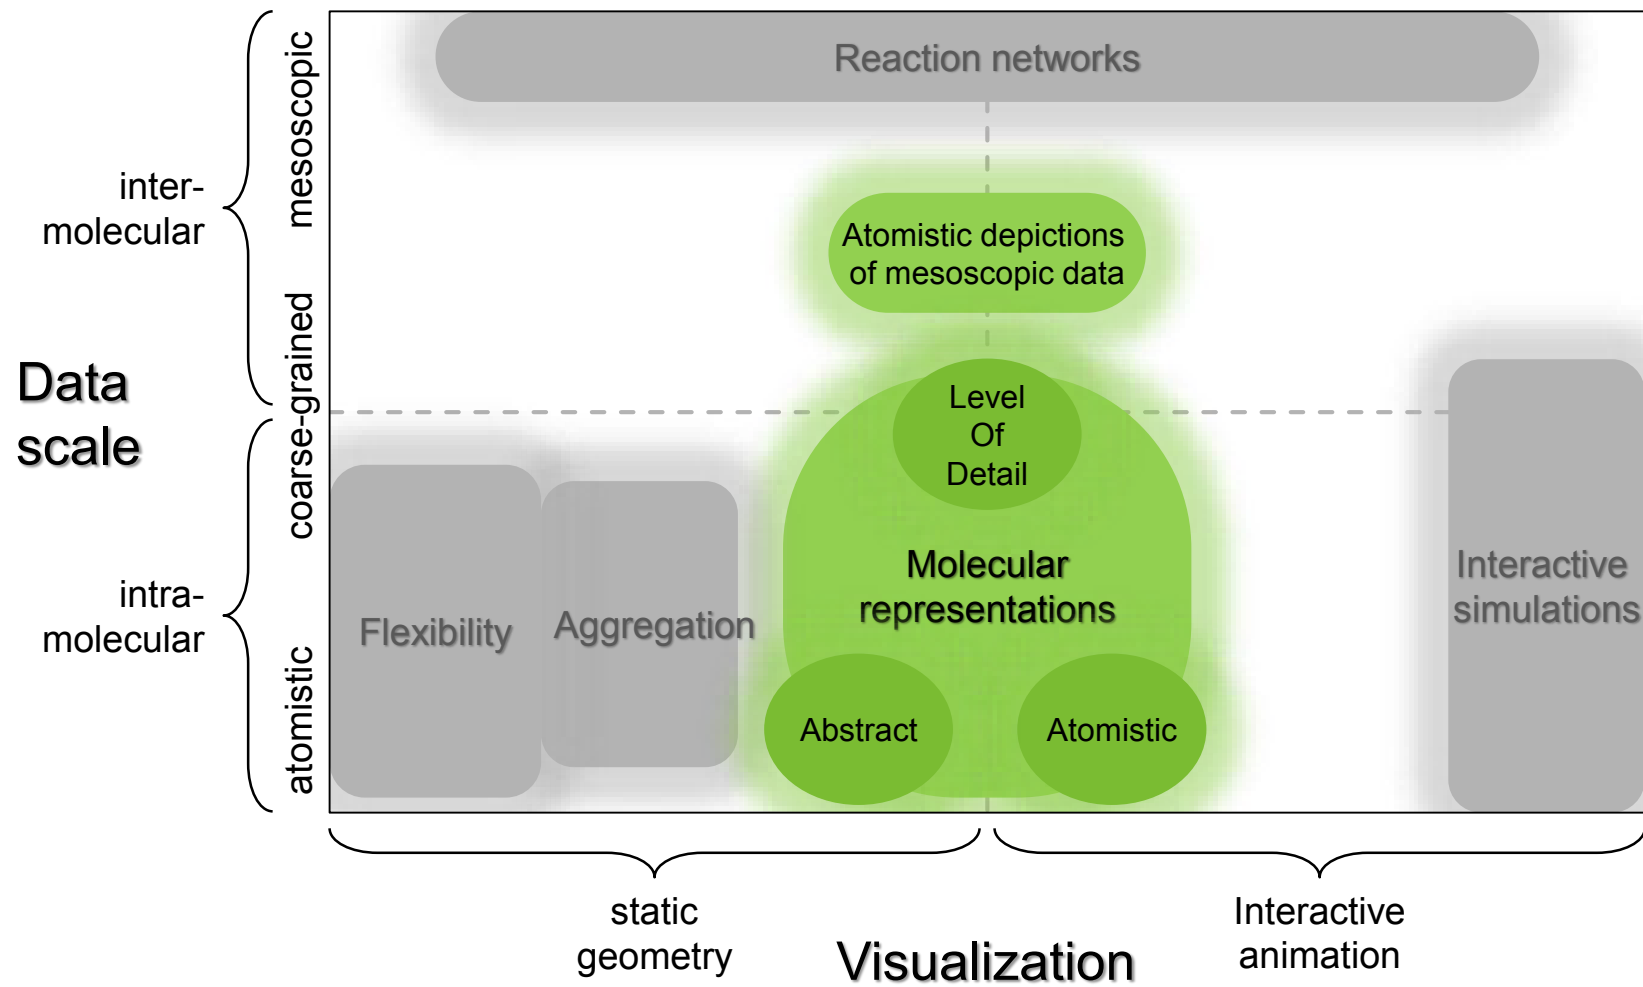 mesoscopic
coarse-grained
atomistic
inter-
molecular
Data
scale
intra-
molecular
Reaction networks
Atomistic depictions
of mesoscopic data
Level
Of
Detail
Molecular
representations
Flexibility
Aggregation
Abstract
Atomistic
Interactive
simulations
static
geometry
Visualization
Interactive
animation